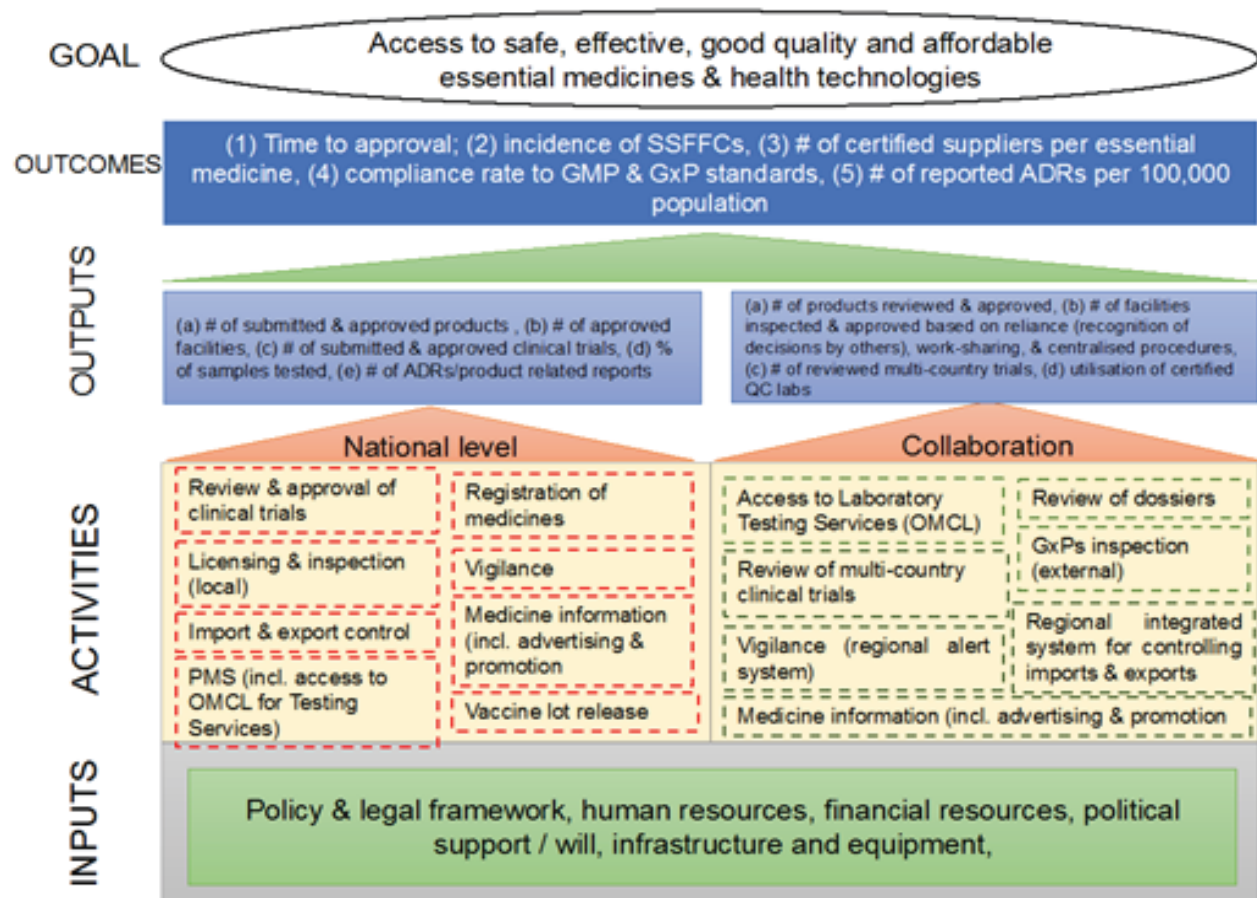 GOAL
Access to safe, effective, good quality and affordable
essential medicines & health technologies
OUTCOMES
(1) Time to approval; (2) incidence of SSFFCs, (3) # of certified suppliers per essential
medicine, (4) compliance rate to GMP & GxP standards, (5) # of reported ADRs per 100,000
population
OUTPUTS
(a) # of submitted & approved products , (b) # of approved
facilities, (c) # of submitted & approved clinical trials, (d) %
of samples tested, (e) # of ADRs/product related reports
(a) # of products reviewed & approved, (b) # of facilities
inspected & approved based on reliance (recognition of
decisions by others), work-sharing, & centralised procedures,
(c) # of reviewed multi-country trials, (d) utilisation of certified
QC labs
ACTIVITIES
National level
Review & approval of
clinical trials
Licensing & inspection
(local)
Import & export control
PMS (incl. access to
OMCL for Testing
Services)
Registration of
medicines
Vigilance
Medicine information
(incl. advertising &
promotion
Vaccine lot release
Collaboration
Access to Laboratory
Testing Services (OMCL)
Review of multi-country
clinical trials
Vigilance (regional alert
system)
Review of dossiers
GxPs inspection
(external)
Regional integrated
system for controlling
imports & exports
Medicine information (incl. advertising & promotion
INPUTS
Policy & legal framework, human resources, financial resources, political
support / will, infrastructure and equipment,